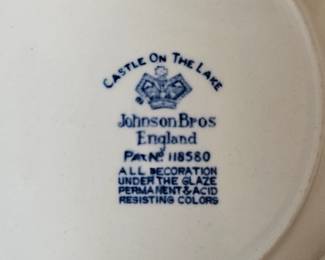 CASTLE ON THE LAKE
Johnson Bros
England
PAT. No. 118580
ALL DECORATION
UNDER THE GLAZE
PERMANENT & ACID
RESISTING COLORS